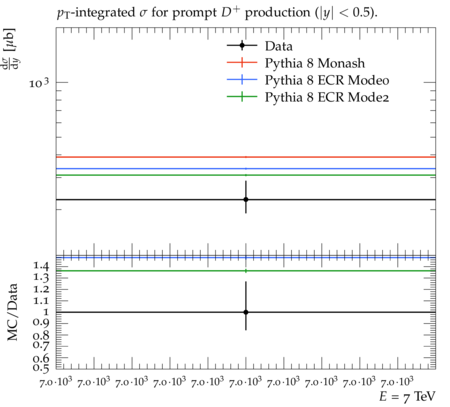 pT-integrated σ for prompt D⁺ production (|y| < 0.5).
dσ/dy [μb]
Data
Pythia 8 Monash
Pythia 8 ECR Mode0
Pythia 8 ECR Mode2
10³
MC/Data
1.4
1.3
1.2
1.1
1
0.9
0.8
0.7
0.6
0.5
7.0·10³ 7.0·10³ 7.0·10³ 7.0·10³ 7.0·10³ 7.0·10³ 7.0·10³ 7.0·10³ 7.0·10³
E = 7 TeV